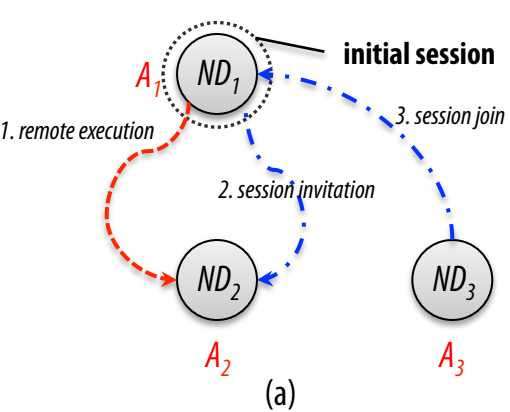 initial session
A1
ND1
3. session join
1. remote execution
2. session invitation
ND2
ND3
A2
A3
(a)